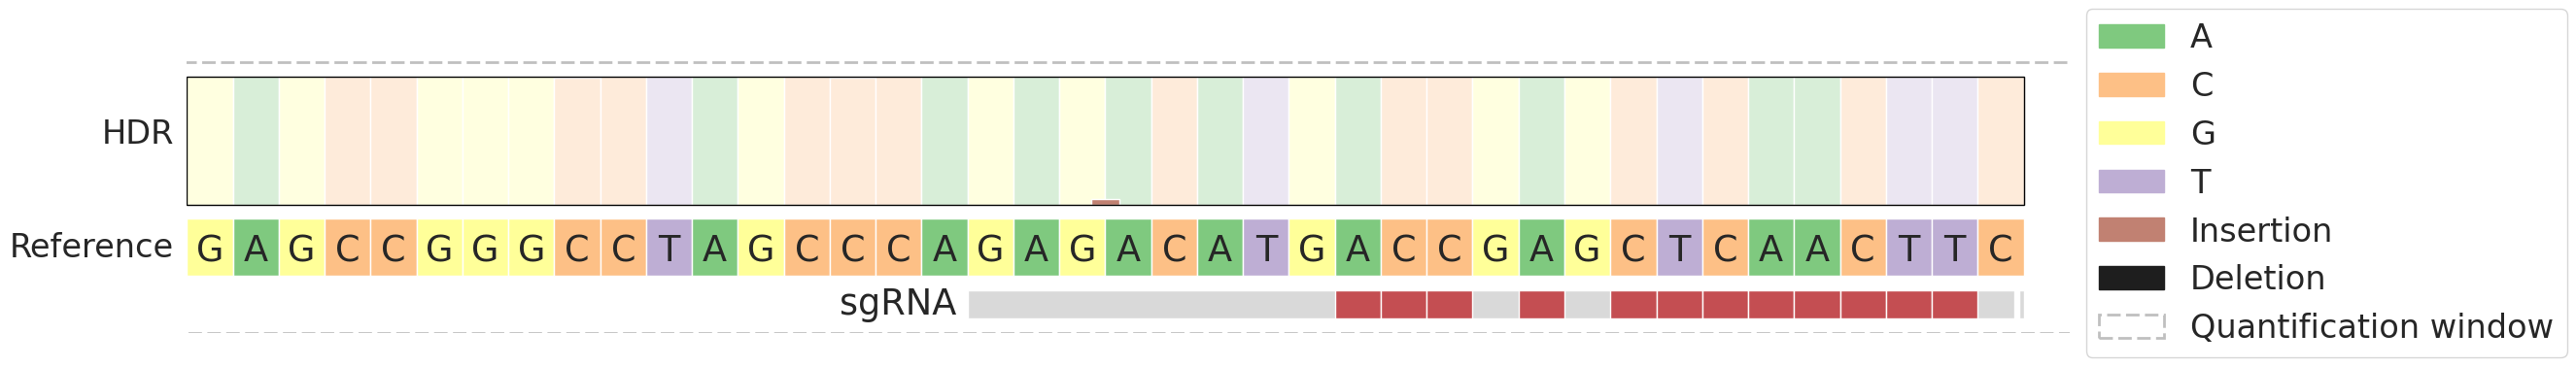 HDR
Reference G A G C C G G G C C T A G C C C A G A G A C A T G A C C G A G C T C A A C T T C
sgRNA
A
C
G
T
Insertion
Deletion
Quantification window